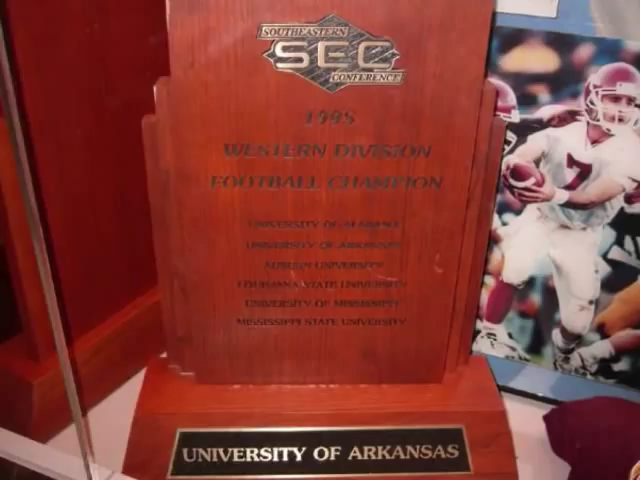 SOUTHEASTERN
SEC
CONFERENCE
1995
WESTERN DIVISION
FOOTBALL CHAMPION
UNIVERSITY OF ALABAMA
UNIVERSITY OF ARKANSAS
AUBURN UNIVERSITY
LOUISIANA STATE UNIVERSITY
UNIVERSITY OF MISSISSIPPI
MISSISSIPPI STATE UNIVERSITY
UNIVERSITY OF ARKANSAS
7